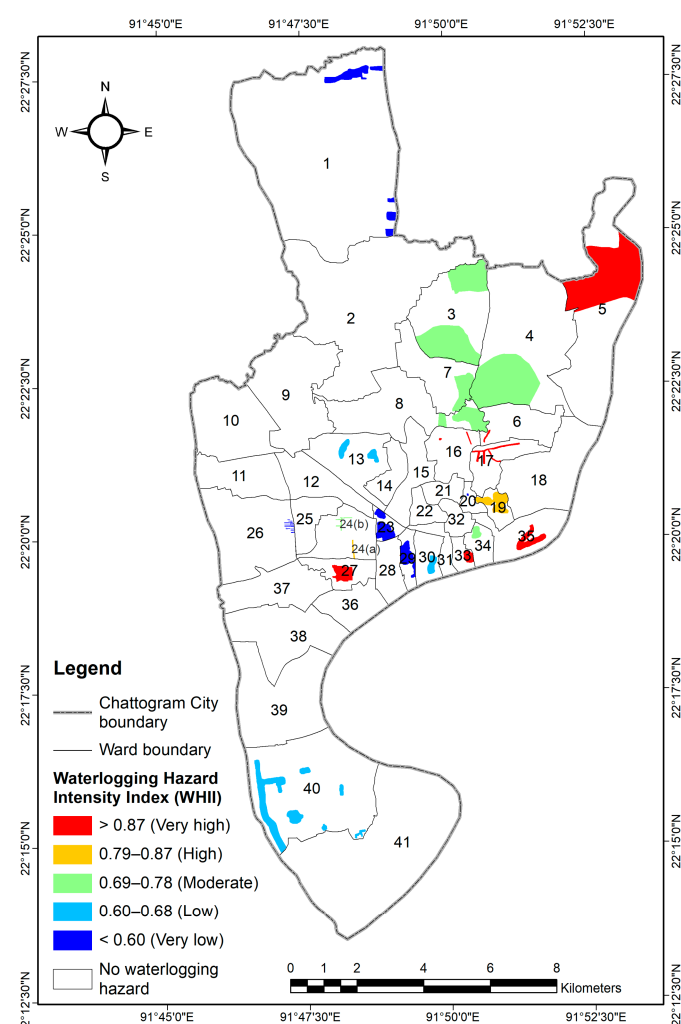 91°45'0"E 91°47'30"E 91°50'0"E 91°52'30"E
22°27'30"N 22°27'30"N
N
W E
S
1
22°25'0"N 22°25'0"N
2 3 4 5
22°22'30"N 22°22'30"N
7
9 8
10 6
16
13 17
11 12 14 15 18
21
20 19
25 24(b) 22 32
26 23 35
22°20'0"N 22°20'0"N
24(a) 29 30 31 33 34
27 28
37
36
38
Legend
Chattogram City
boundary
22°17'30"N 22°17'30"N
39
Ward boundary
Waterlogging Hazard
Intensity Index (WHII)
40
> 0.87 (Very high)
41
22°15'0"N 22°15'0"N
0.79–0.87 (High)
0.69–0.78 (Moderate)
0.60–0.68 (Low)
< 0.60 (Very low)
No waterlogging
hazard
0 1 2 4 6 8
Kilometers
22°12'30"N 22°12'30"N
91°45'0"E 91°47'30"E 91°50'0"E 91°52'30"E